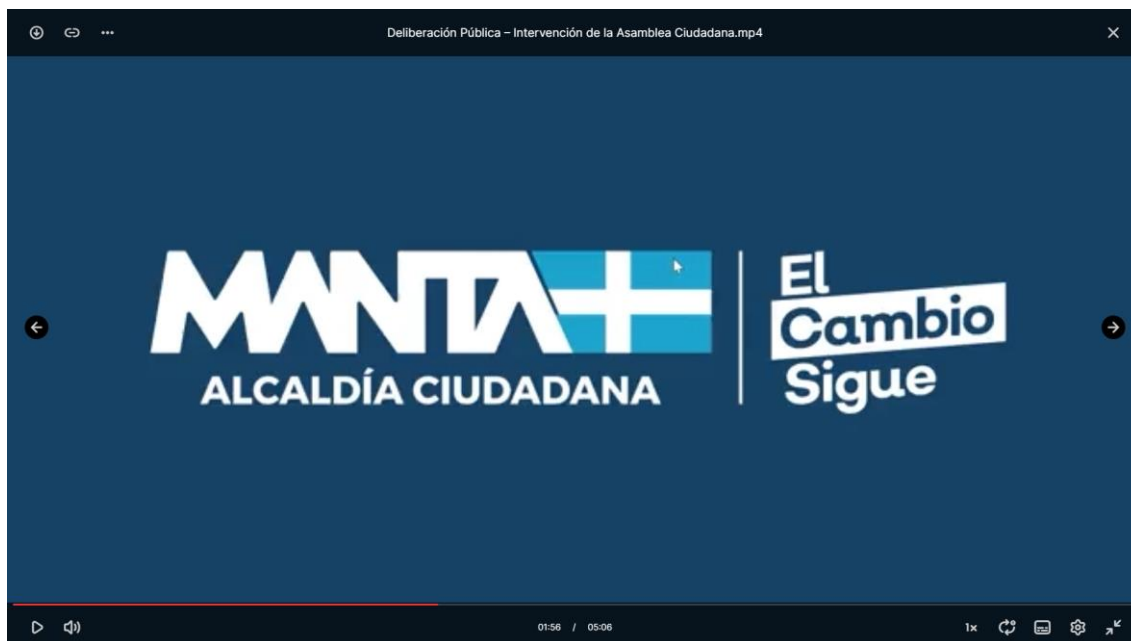 Deliberación Pública – Intervención de la Asamblea Ciudadana.mp4
MANTA
ALCALDÍA CIUDADANA
El
Cambio
Sigue
01:56 / 05:06
1x